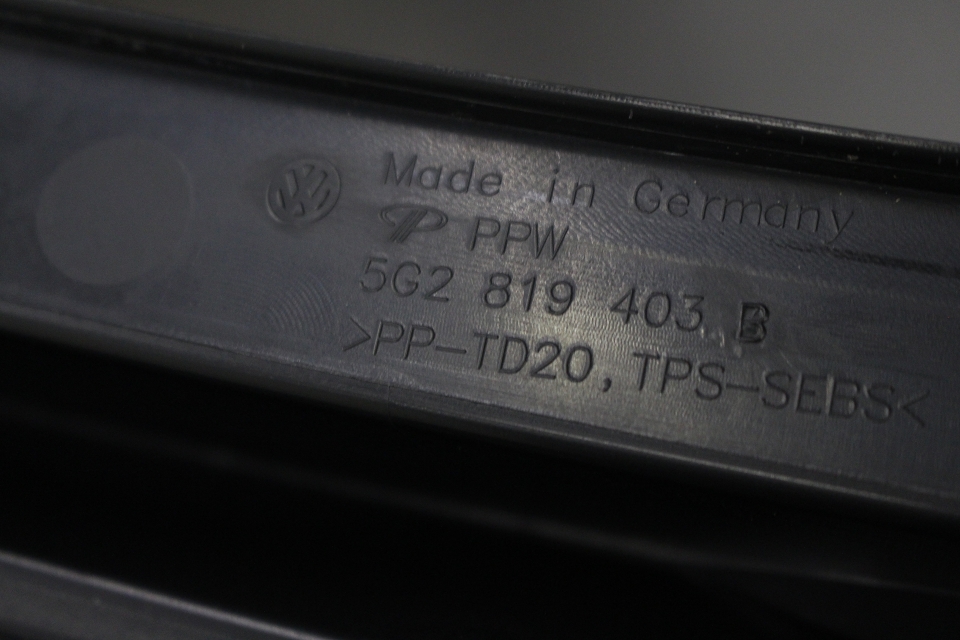 Made in Germany
PPW
5G2 819 403 B
>PP-TD20, TPS-SEBS<